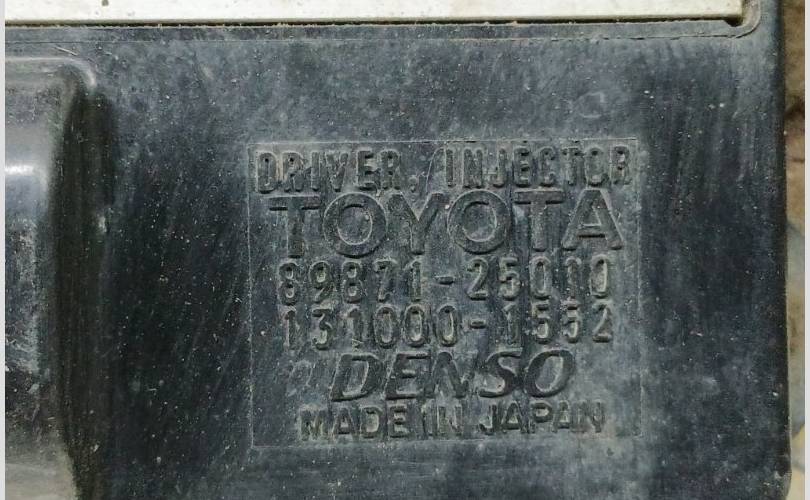 DRIVER, INJECTOR
TOYOTA
89871-25010
131000-1552
DENSO
MADE IN JAPAN